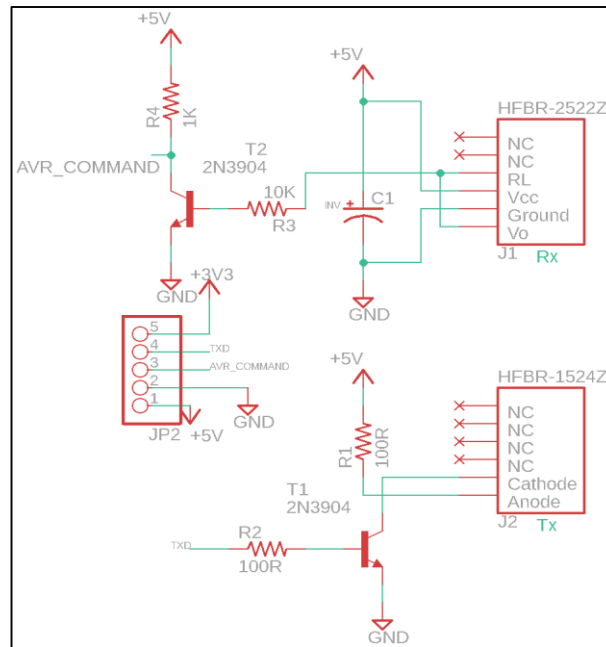 +5V
R4
1K
AVR_COMMAND
T2
2N3904
10K
R3
GND
+5V
INV
+
C1
GND
HFBR-2522Z
NC
NC
RL
Vcc
Ground
Vo
J1
Rx
+3V3
5
4
3
2
1
TXD
AVR_COMMAND
GND
+5V
JP2
+5V
R1
100R
HFBR-1524Z
NC
NC
NC
NC
Cathode
Anode
J2
Tx
T1
2N3904
TXD
R2
100R
GND